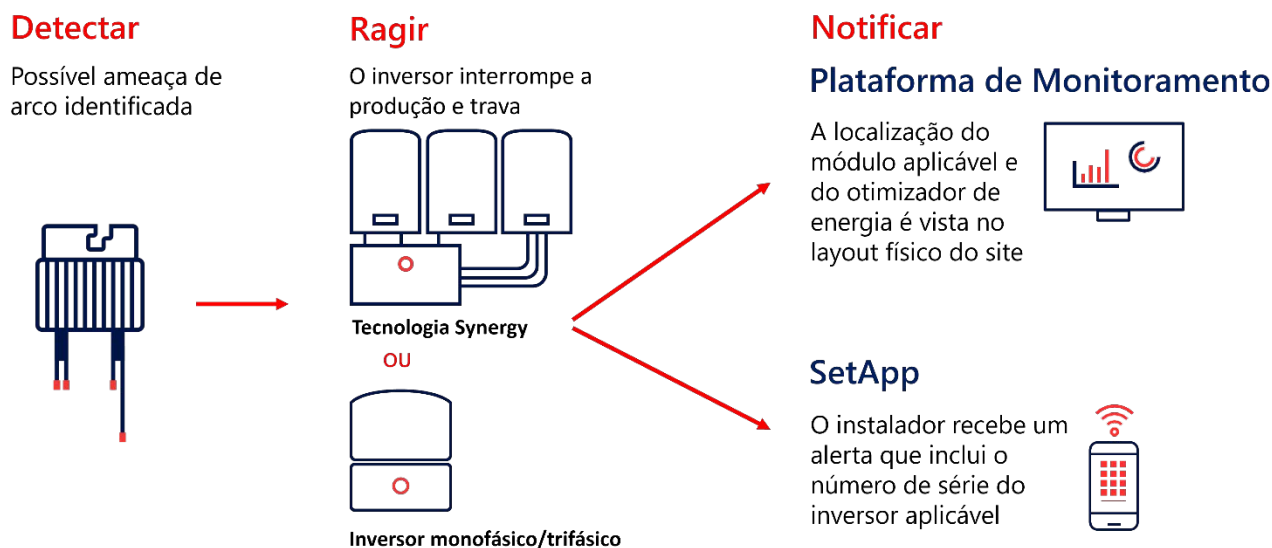 Detectar
Possível ameaça de
arco identificada
Ragir
O inversor interrompe a
produção e trava
Tecnologia Synergy
OU
Inversor monofásico/trifásico
Notificar
Plataforma de Monitoramento
A localização do
módulo aplicável e
do otimizador de
energia é vista no
layout físico do site
SetApp
O instalador recebe um
alerta que inclui o
número de série do
inversor aplicável